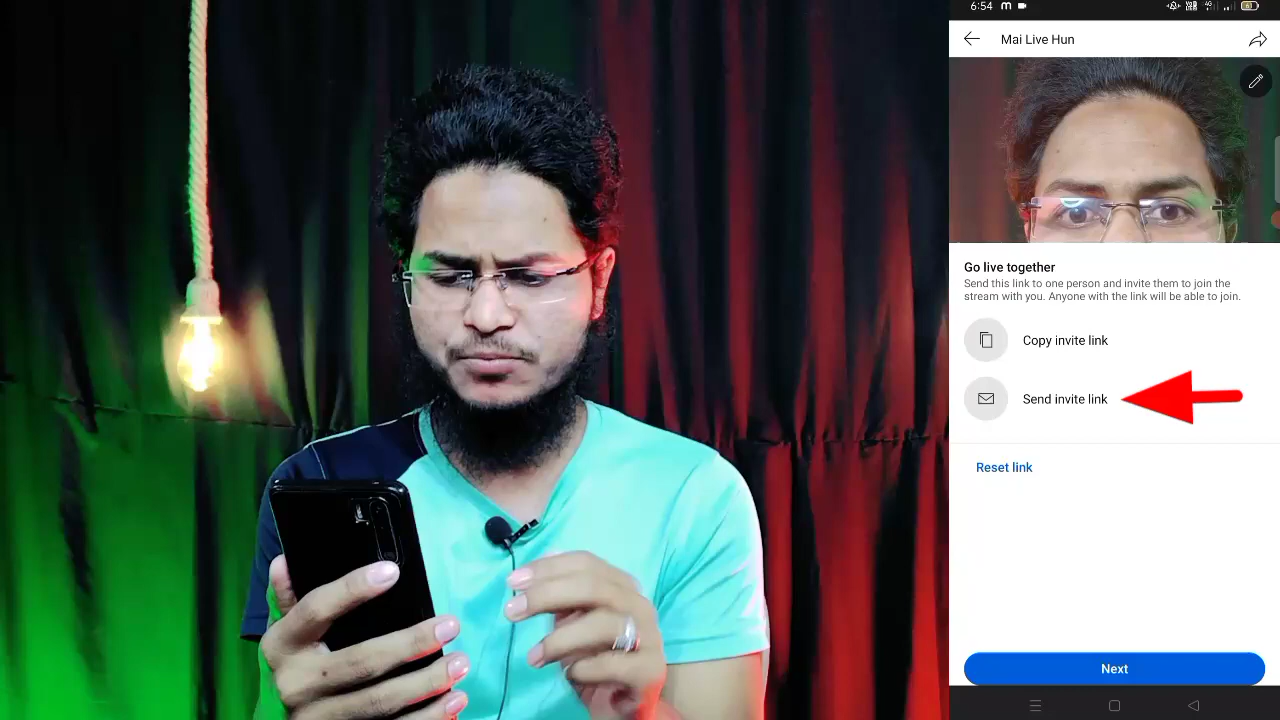 6:54
Mai Live Hun
Go live together
Send this link to one person and invite them to join the
stream with you. Anyone with the link will be able to join.
Copy invite link
Send invite link
Reset link
Next